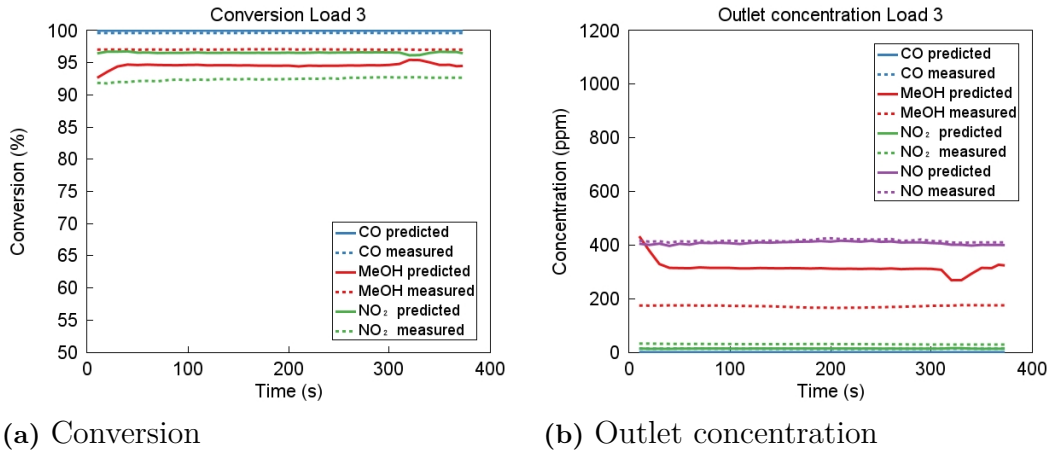 Conversion Load 3
100
95
90
85
80
75
70
65
60
55
50
Conversion (%)
CO predicted
CO measured
MeOH predicted
MeOH measured
NO₂ predicted
NO₂ measured
0
100
200
300
400
Time (s)
(a) Conversion
Outlet concentration Load 3
1200
1000
800
600
400
200
0
Concentration (ppm)
CO predicted
CO measured
MeOH predicted
MeOH measured
NO₂ predicted
NO₂ measured
NO predicted
NO measured
0
100
200
300
400
Time (s)
(b) Outlet concentration